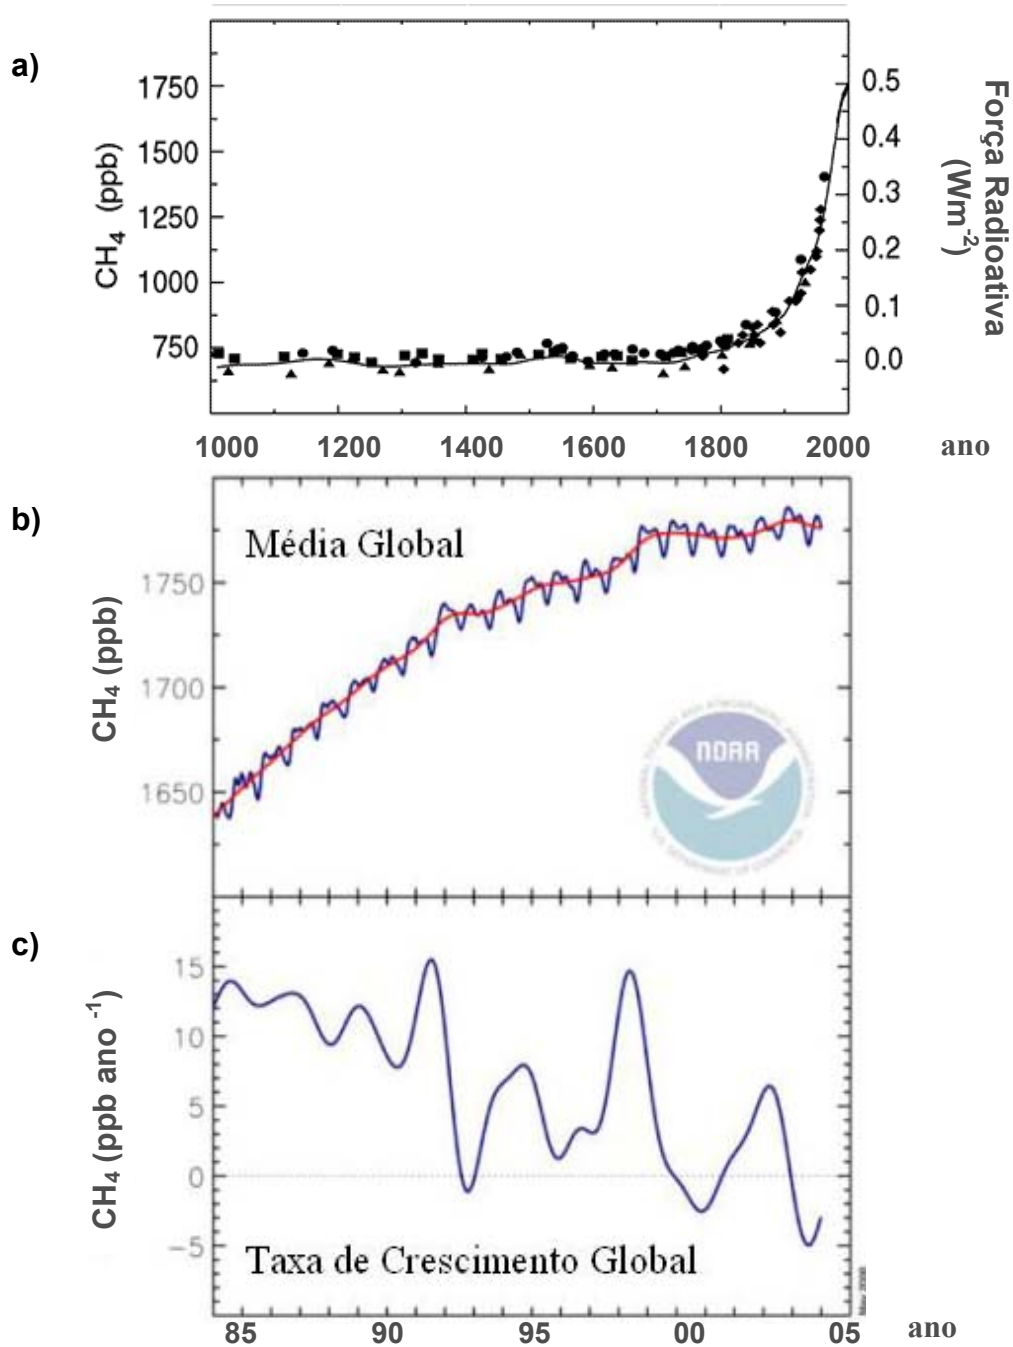 a)
CH₄ (ppb)
1750
1500
1250
1000
750
0.5
0.4
0.3
0.2
0.1
0.0
Força Radioativa
(Wm⁻²)
1000 1200 1400 1600 1800 2000 ano
b)
Média Global
CH₄ (ppb)
1750
1700
1650
NOAA
c)
CH₄ (ppb ano⁻¹)
15
10
5
0
−5
Taxa de Crescimento Global
85 90 95 00 05 ano